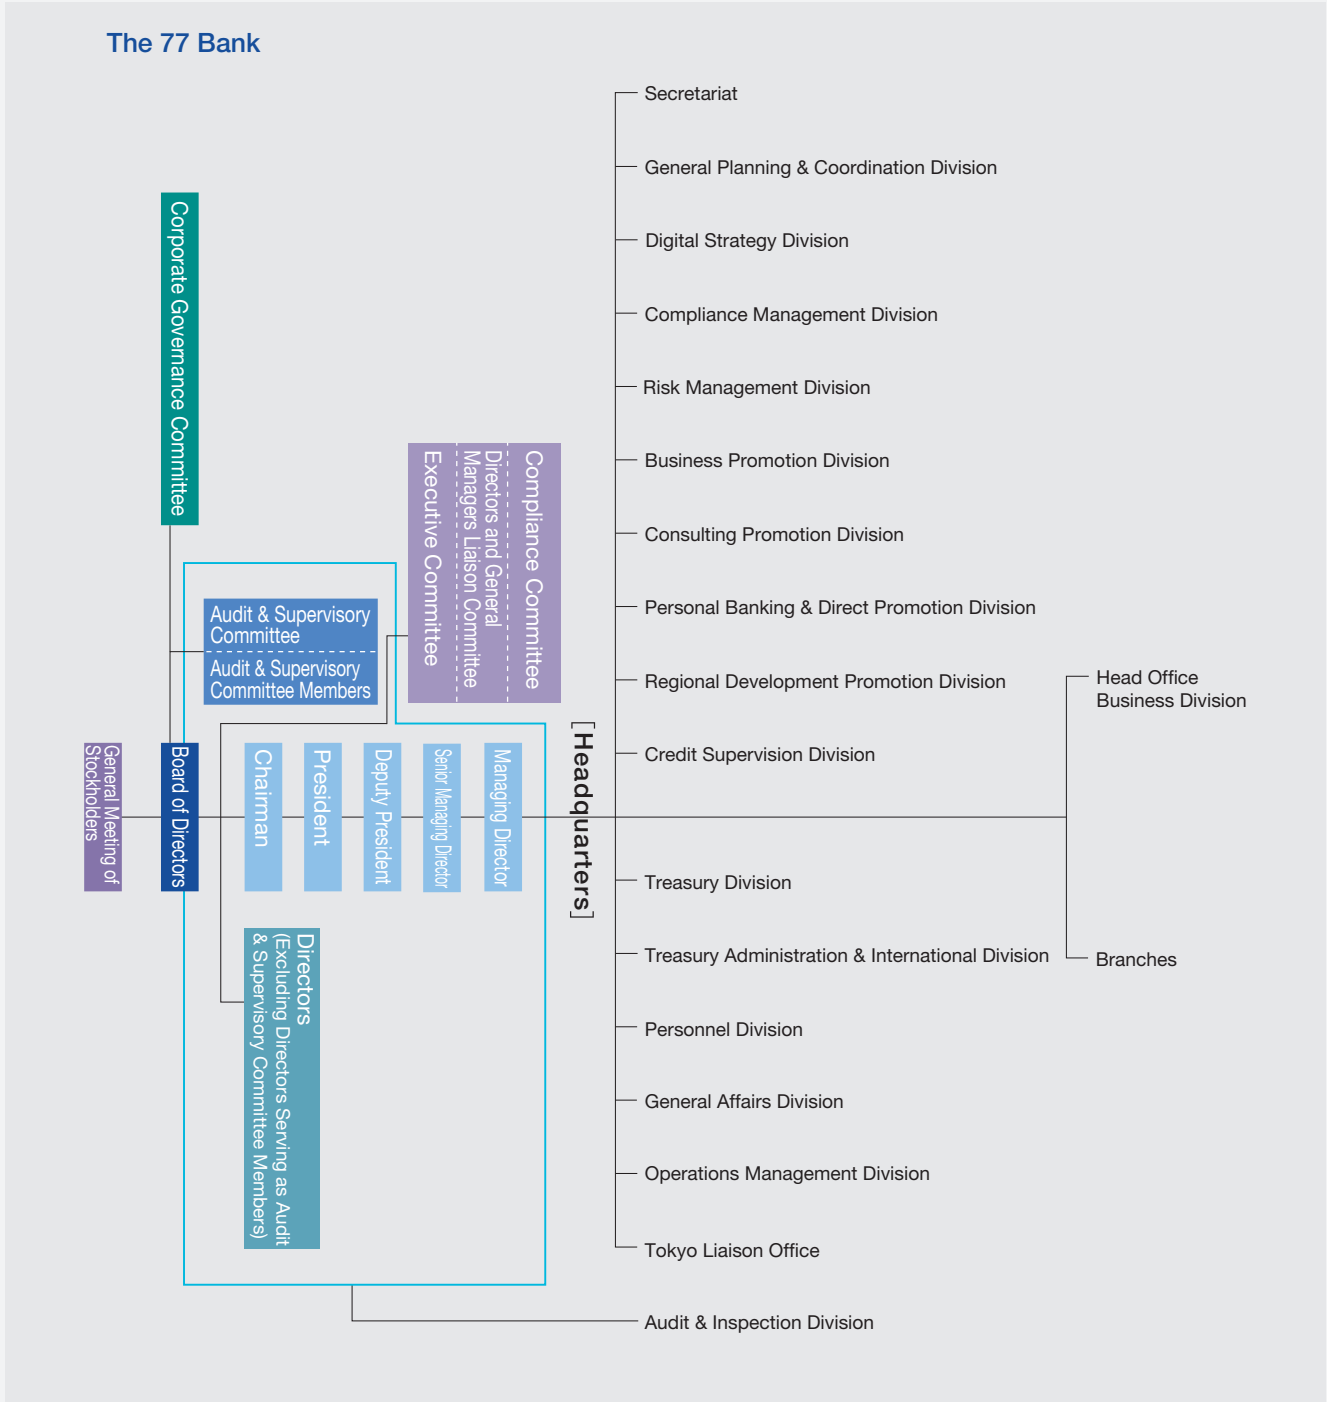 The 77 Bank
Corporate Governance Committee
Audit & Supervisory
Committee
Audit & Supervisory
Committee Members
Compliance Committee
Directors and General
Managers Liaison Committee
Executive Committee
General Meeting of
Stockholders
Board of Directors
Chairman
President
Deputy President
Senior Managing Director
Managing Director
Directors
(Excluding Directors Serving as Audit
& Supervisory Committee Members)
[Headquarters]
Secretariat
General Planning & Coordination Division
Digital Strategy Division
Compliance Management Division
Risk Management Division
Business Promotion Division
Consulting Promotion Division
Personal Banking & Direct Promotion Division
Regional Development Promotion Division
Credit Supervision Division
Treasury Division
Treasury Administration & International Division
Personnel Division
General Affairs Division
Operations Management Division
Tokyo Liaison Office
Audit & Inspection Division
Head Office
Business Division
Branches